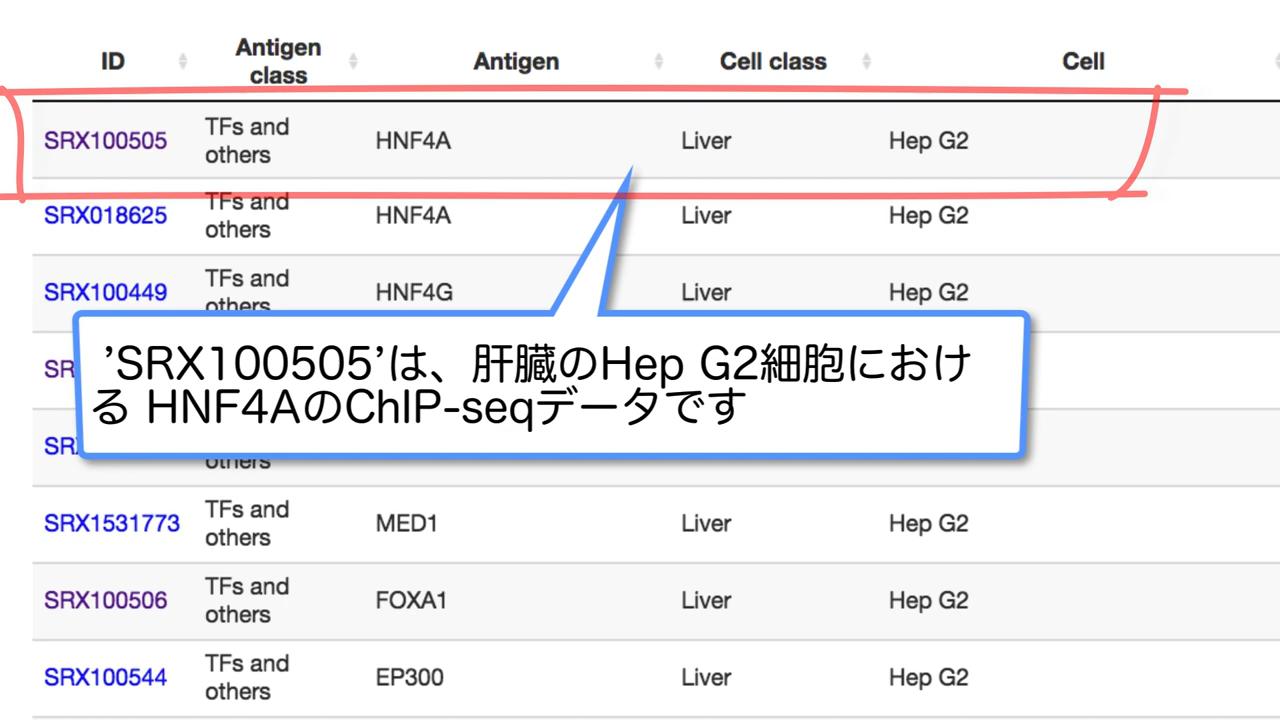 ID Antigen class Antigen Cell class Cell
SRX100505 TFs and others HNF4A Liver Hep G2
SRX018625 TFs and others HNF4A Liver Hep G2
SRX100449 TFs and others HNF4G Liver Hep G2
’SRX100505’は、肝臓のHep G2細胞におけ
る HNF4AのChIP-seqデータです
others
SRX1531773 TFs and others MED1 Liver Hep G2
SRX100506 TFs and others FOXA1 Liver Hep G2
SRX100544 TFs and others EP300 Liver Hep G2